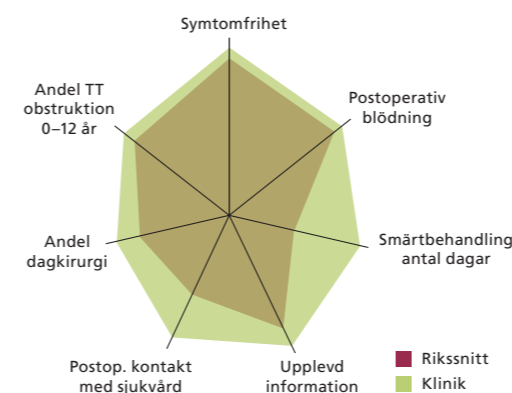 Symtomfrihet
Andel TT
obstruktion
0–12 år
Postoperativ
blödning
Andel
dagkirurgi
Smärtbehandling
antal dagar
Postop. kontakt
med sjukvård
Upplevd
information
Rikssnitt
Klinik